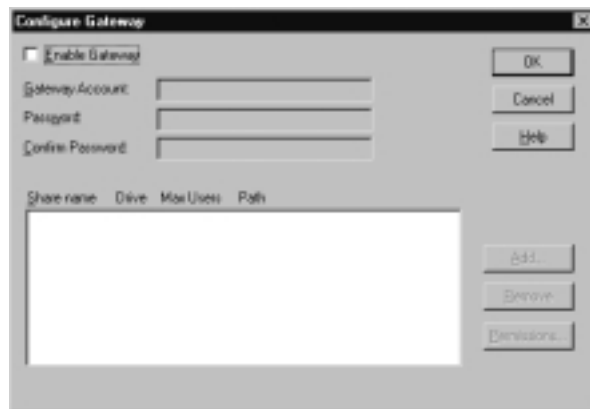 Configure Gateway
Enable Gateway
Gateway Account:
Password:
Confirm Password:
OK
Cancel
Help
Share name Drive Max Users Path
Add...
Remove
Permissions...